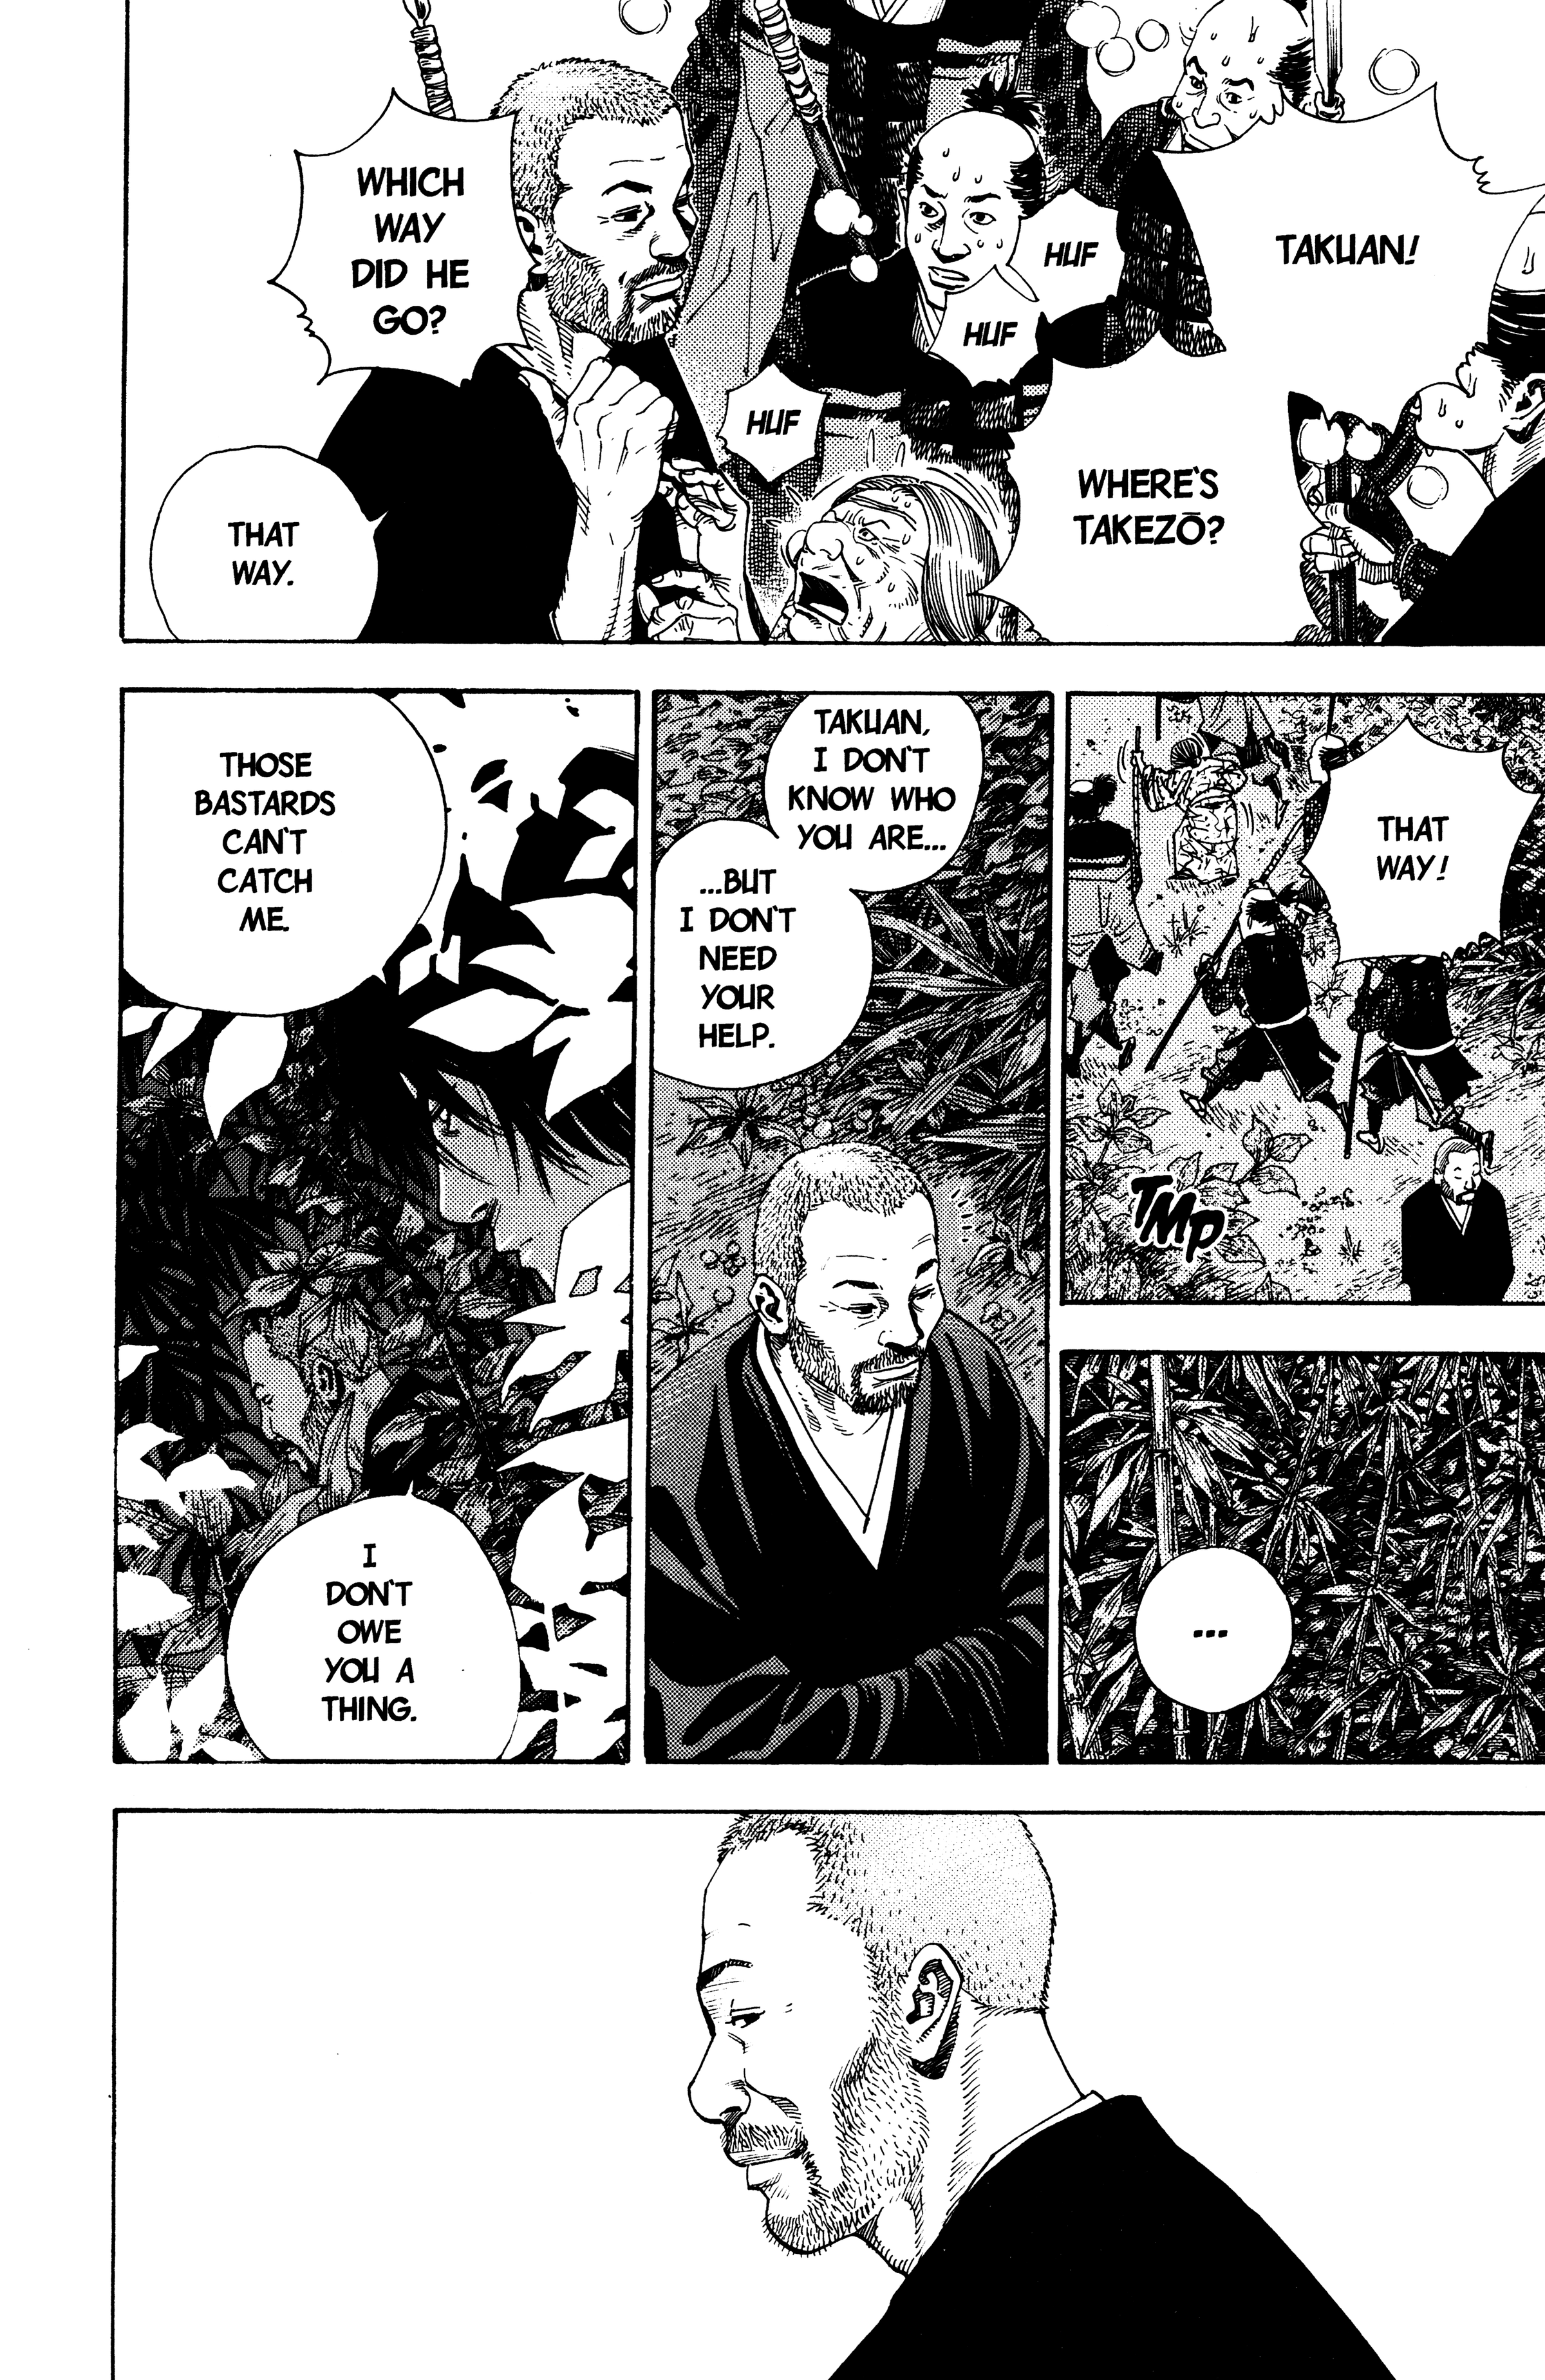 TAKUAN!
WHERE'S
TAKEZŌ?
HUF
HUF
HUF
WHICH
WAY
DID HE
GO?
THAT
WAY.
THAT
WAY!
TMP
...
TAKUAN,
I DON'T
KNOW WHO
YOU ARE...
...BUT
I DON'T
NEED
YOUR
HELP.
THOSE
BASTARDS
CAN'T
CATCH
ME.
I
DON'T
OWE
YOU A
THING.